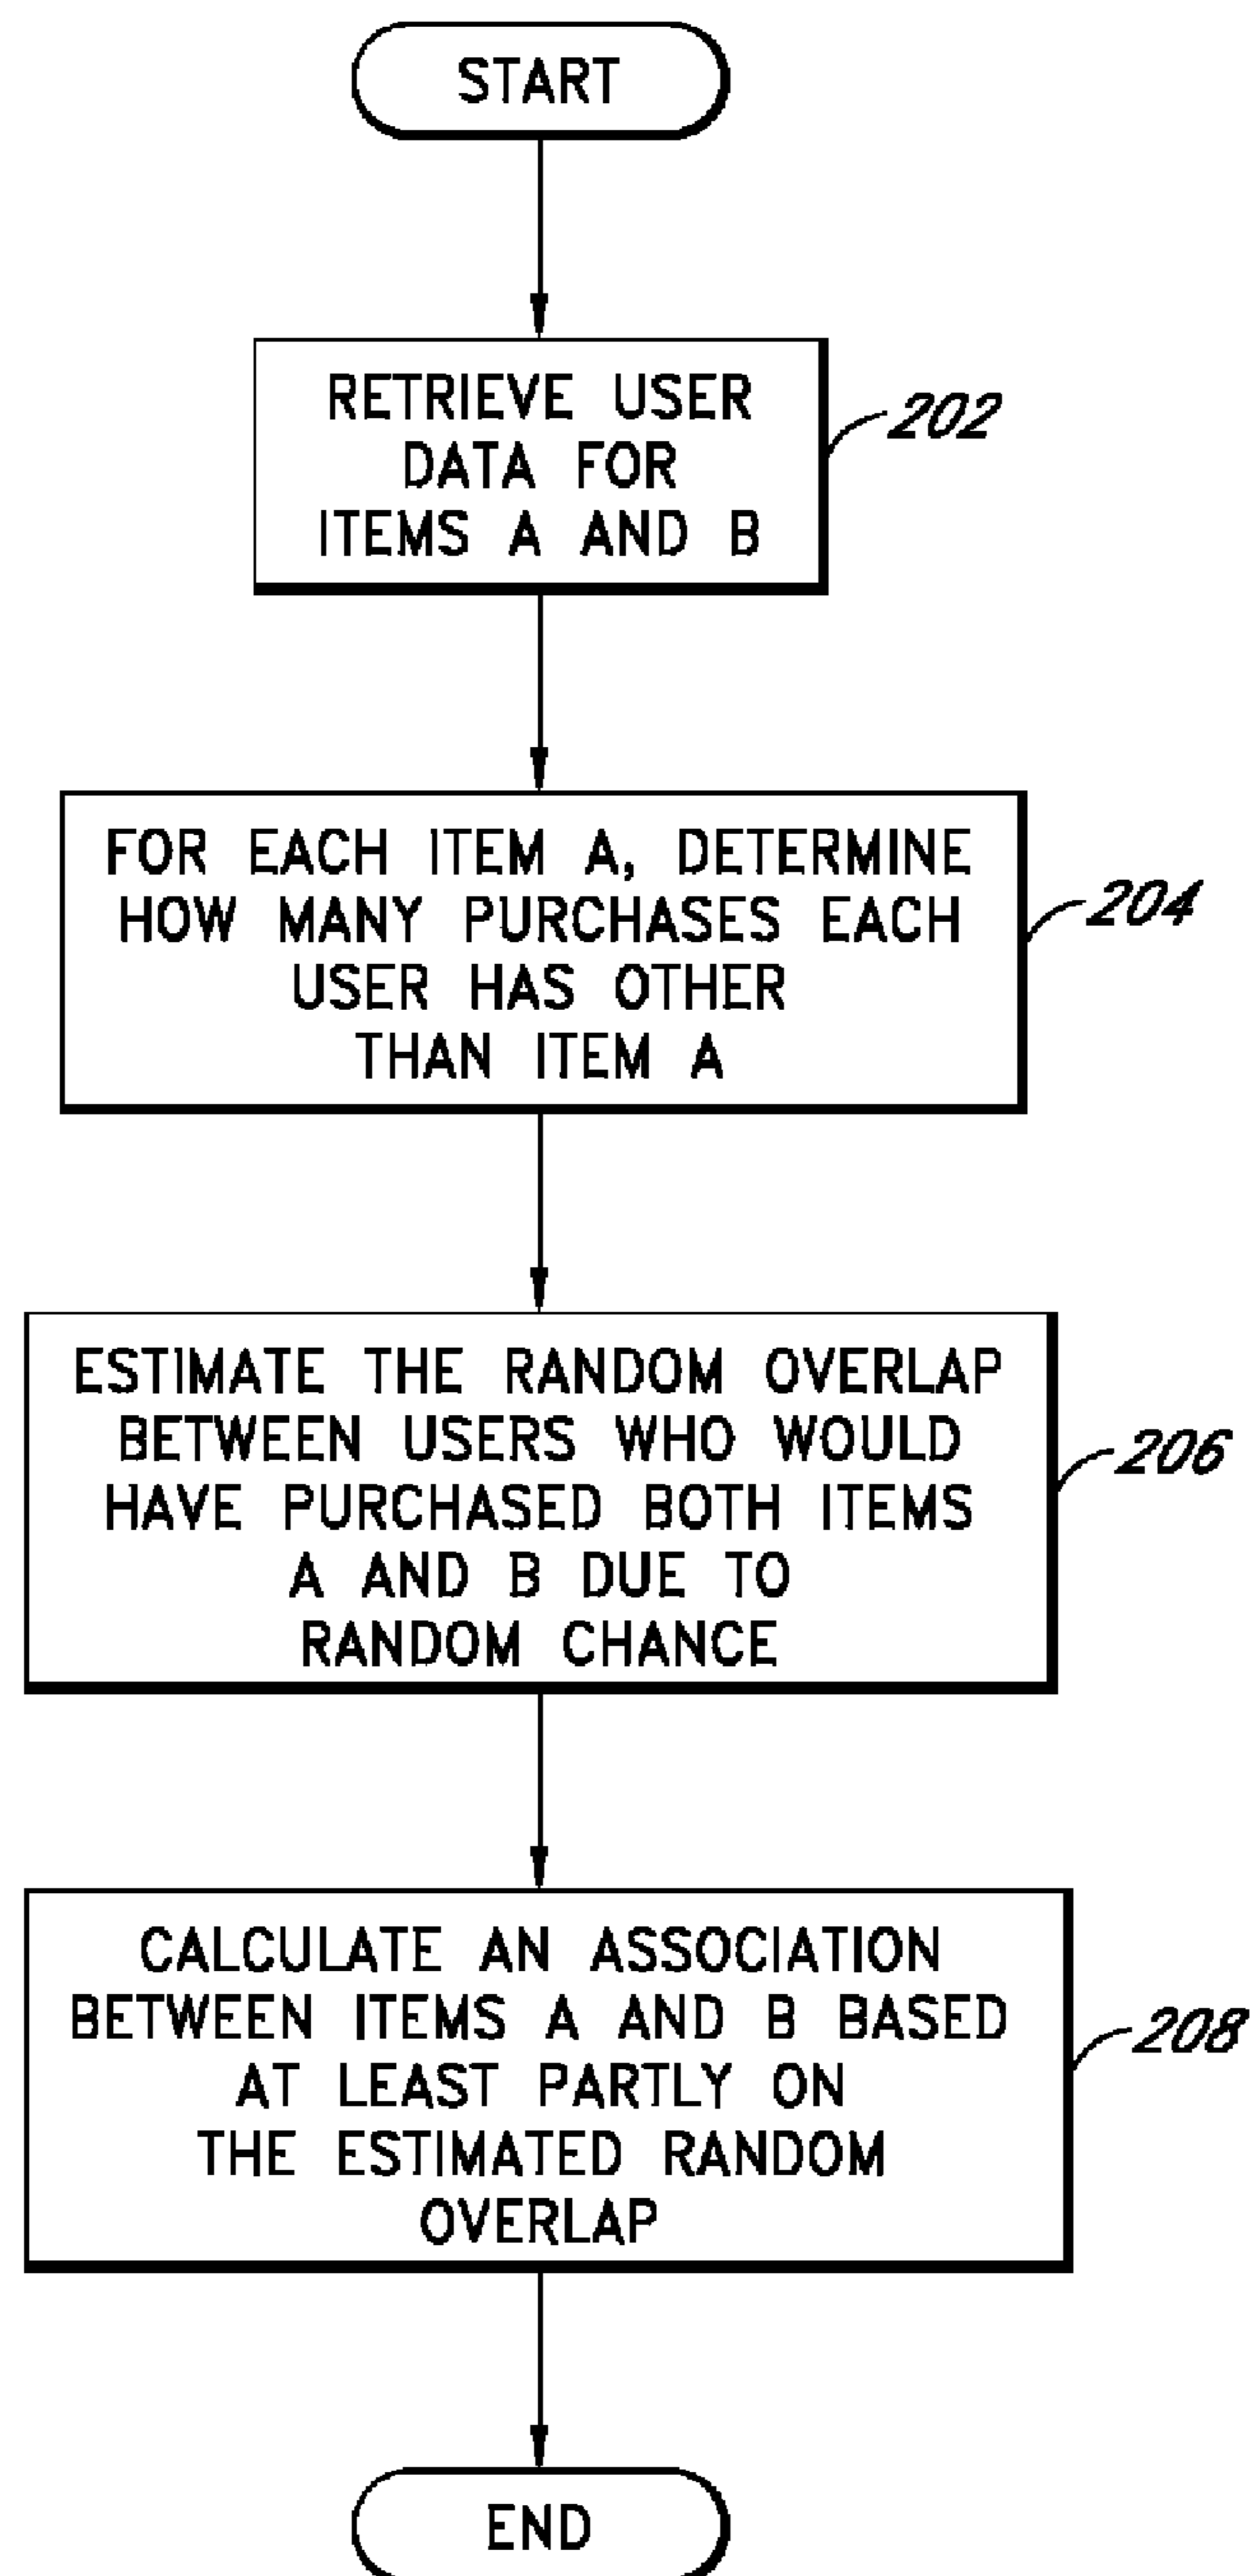 START
RETRIEVE USER
DATA FOR
ITEMS A AND B
202
FOR EACH ITEM A, DETERMINE
HOW MANY PURCHASES EACH
USER HAS OTHER
THAN ITEM A
204
ESTIMATE THE RANDOM OVERLAP
BETWEEN USERS WHO WOULD
HAVE PURCHASED BOTH ITEMS
A AND B DUE TO
RANDOM CHANCE
206
CALCULATE AN ASSOCIATION
BETWEEN ITEMS A AND B BASED
AT LEAST PARTLY ON
THE ESTIMATED RANDOM
OVERLAP
208
END